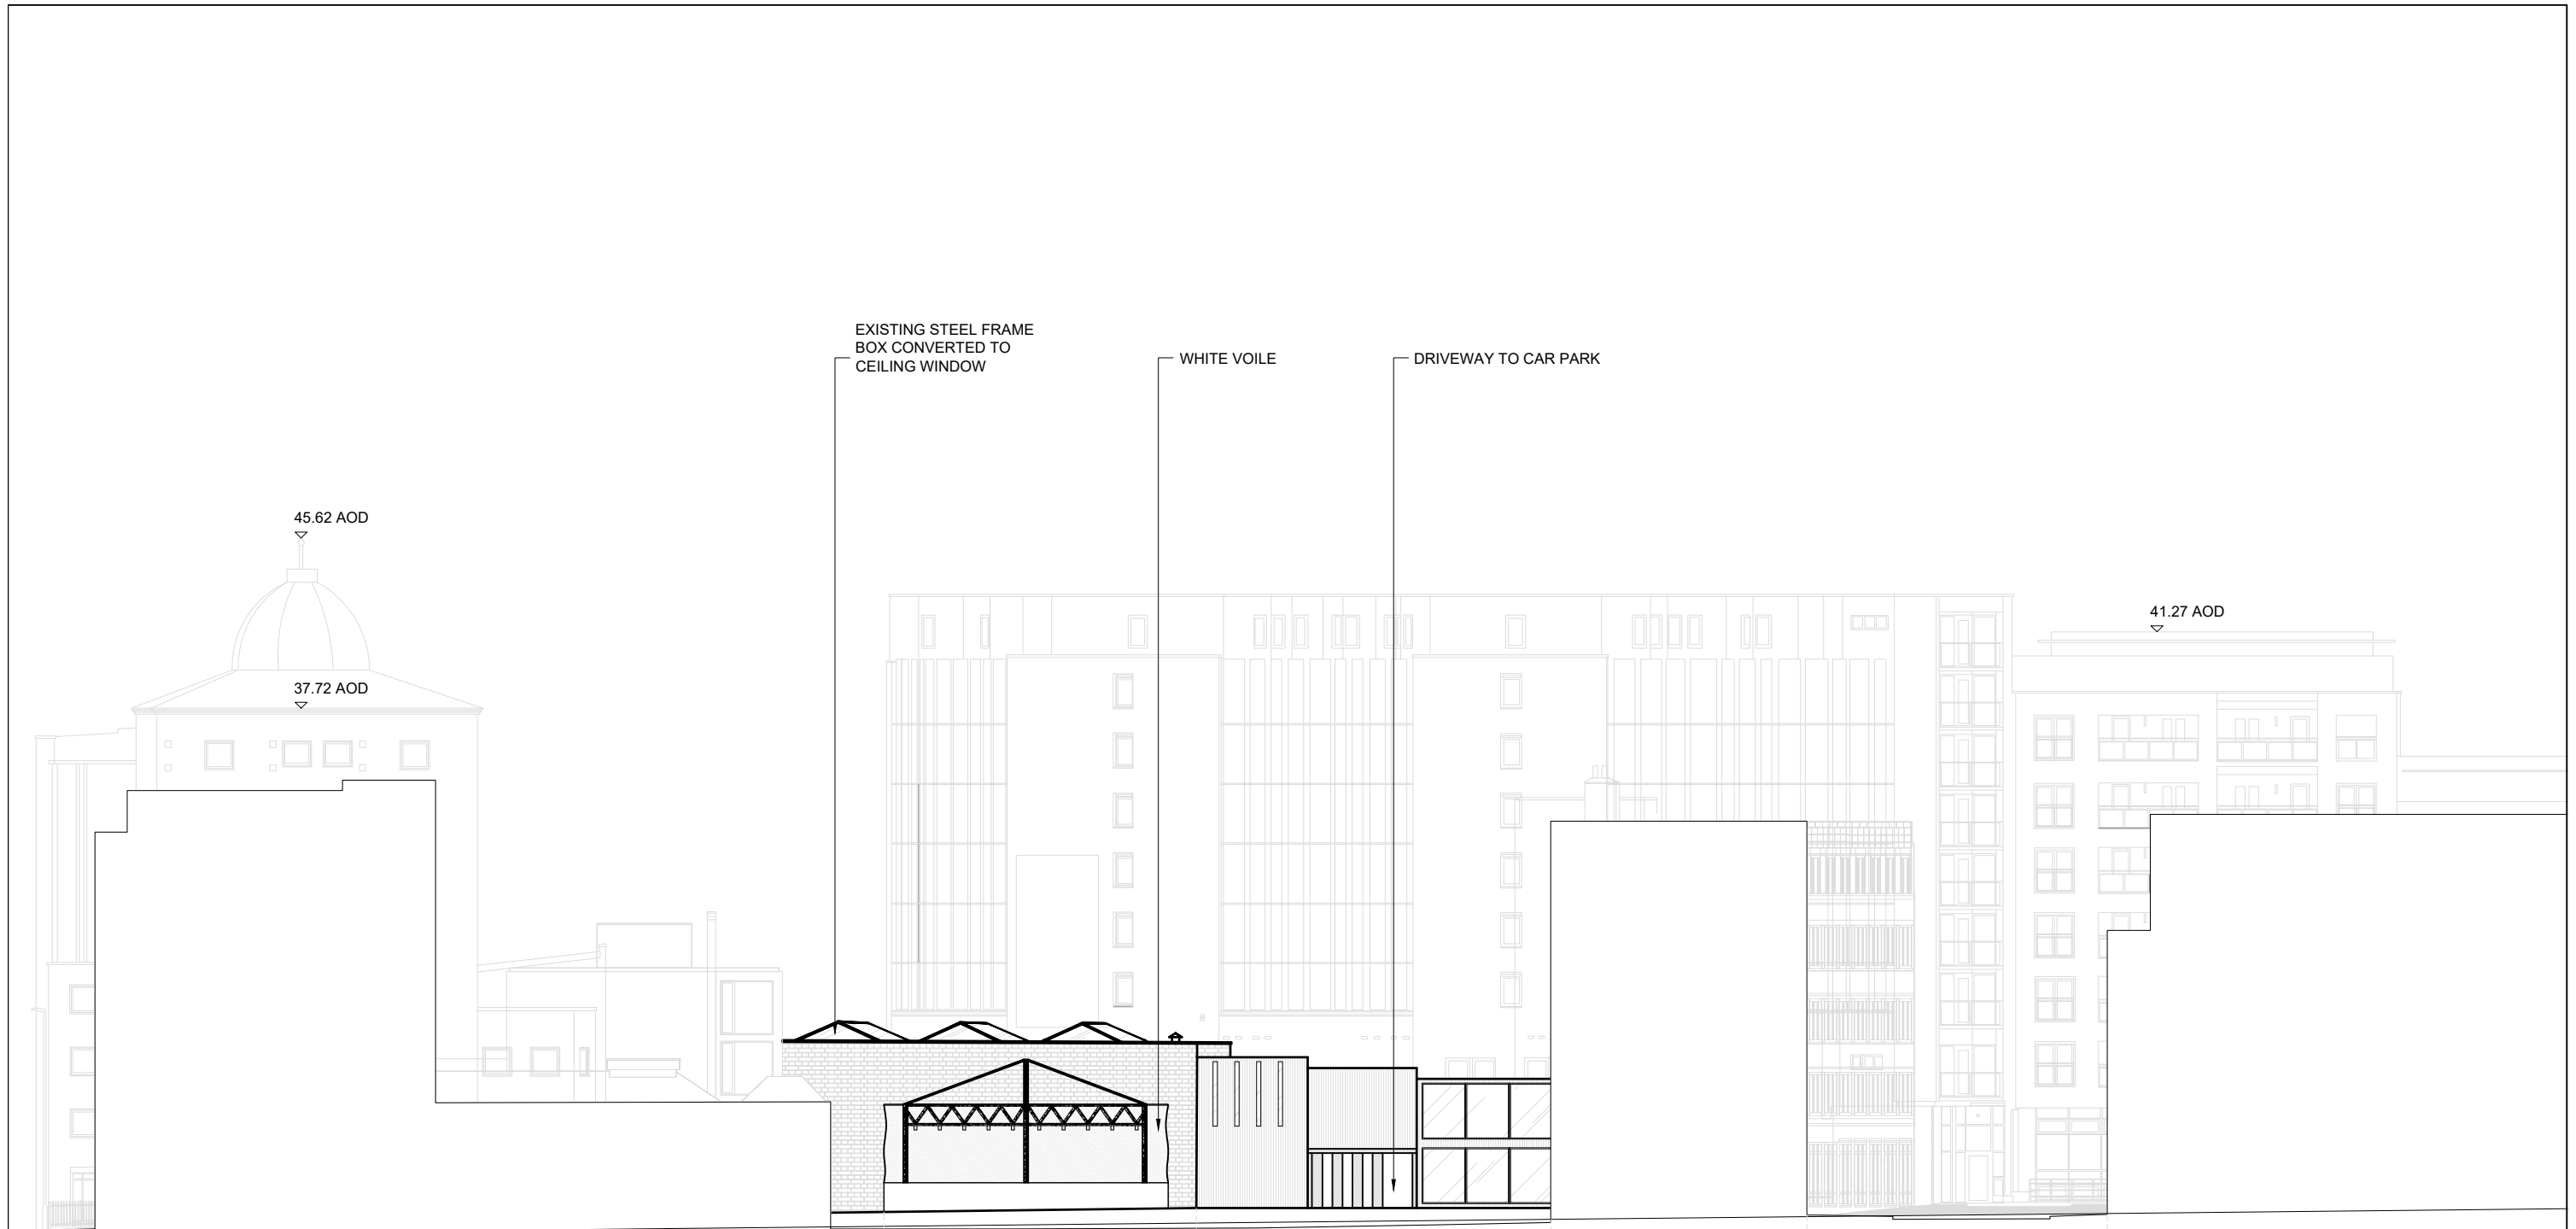 EXISTING STEEL FRAME
BOX CONVERTED TO
CEILING WINDOW
WHITE VOILE
DRIVEWAY TO CAR PARK
45.62 AOD
41.27 AOD
37.72 AOD